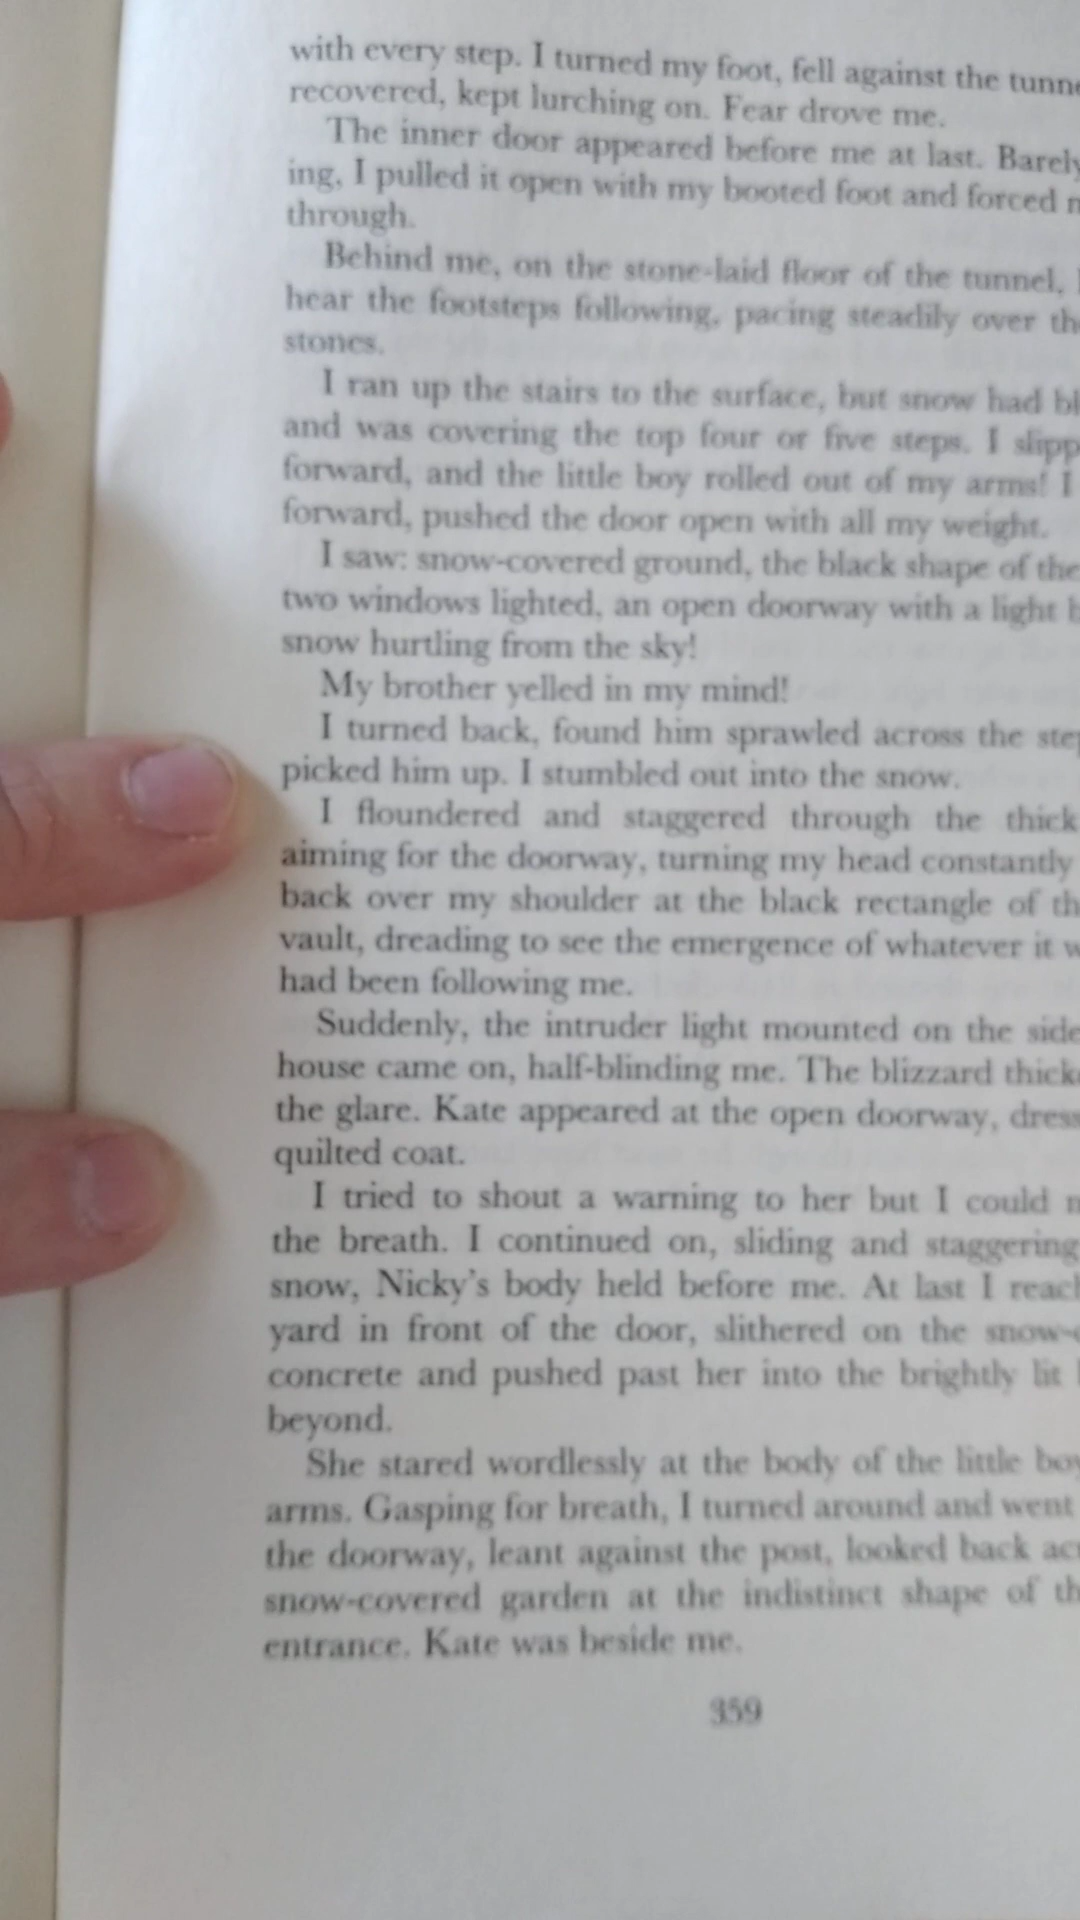 with every step. I turned my foot, fell against the
recovered, kept lurching on. Fear drove me.
The inner door appeared before me at last. Barely
ing, I pulled it open with my booted foot and forced
through.
Behind me, on the stone-laid floor of the tunnel,
hear the footsteps following, pacing steadily over
stones.
I ran up the stairs to the surface, but snow had
and was covering the top four or five steps. I
forward, and the little boy rolled out of my arms! I
forward, pushed the door open with all my weight.
I saw: snow-covered ground, the black shape of the
two windows lighted, an open doorway with a light
snow hurtling from the sky!
My brother yelled in my mind!
I turned back, found him sprawled across the
picked him up. I stumbled out into the snow.
I floundered and staggered through the thick
aiming for the doorway, turning my head constantly
back over my shoulder at the black rectangle of
vault, dreading to see the emergence of whatever it
had been following me.
Suddenly, the intruder light mounted on the side
house came on, half-blinding me. The blizzard
the glare. Kate appeared at the open doorway,
quilted coat.
I tried to shout a warning to her but I could
the breath. I continued on, sliding and staggering
snow, Nicky's body held before me. At last I
yard in front of the door, slithered on the
concrete and pushed past her into the brightly lit
beyond.
She stared wordlessly at the body of the little
arms. Gasping for breath, I turned around and went
the doorway, leant against the post, looked back
snow-covered garden at the indistinct shape of
entrance. Kate was beside me.
359